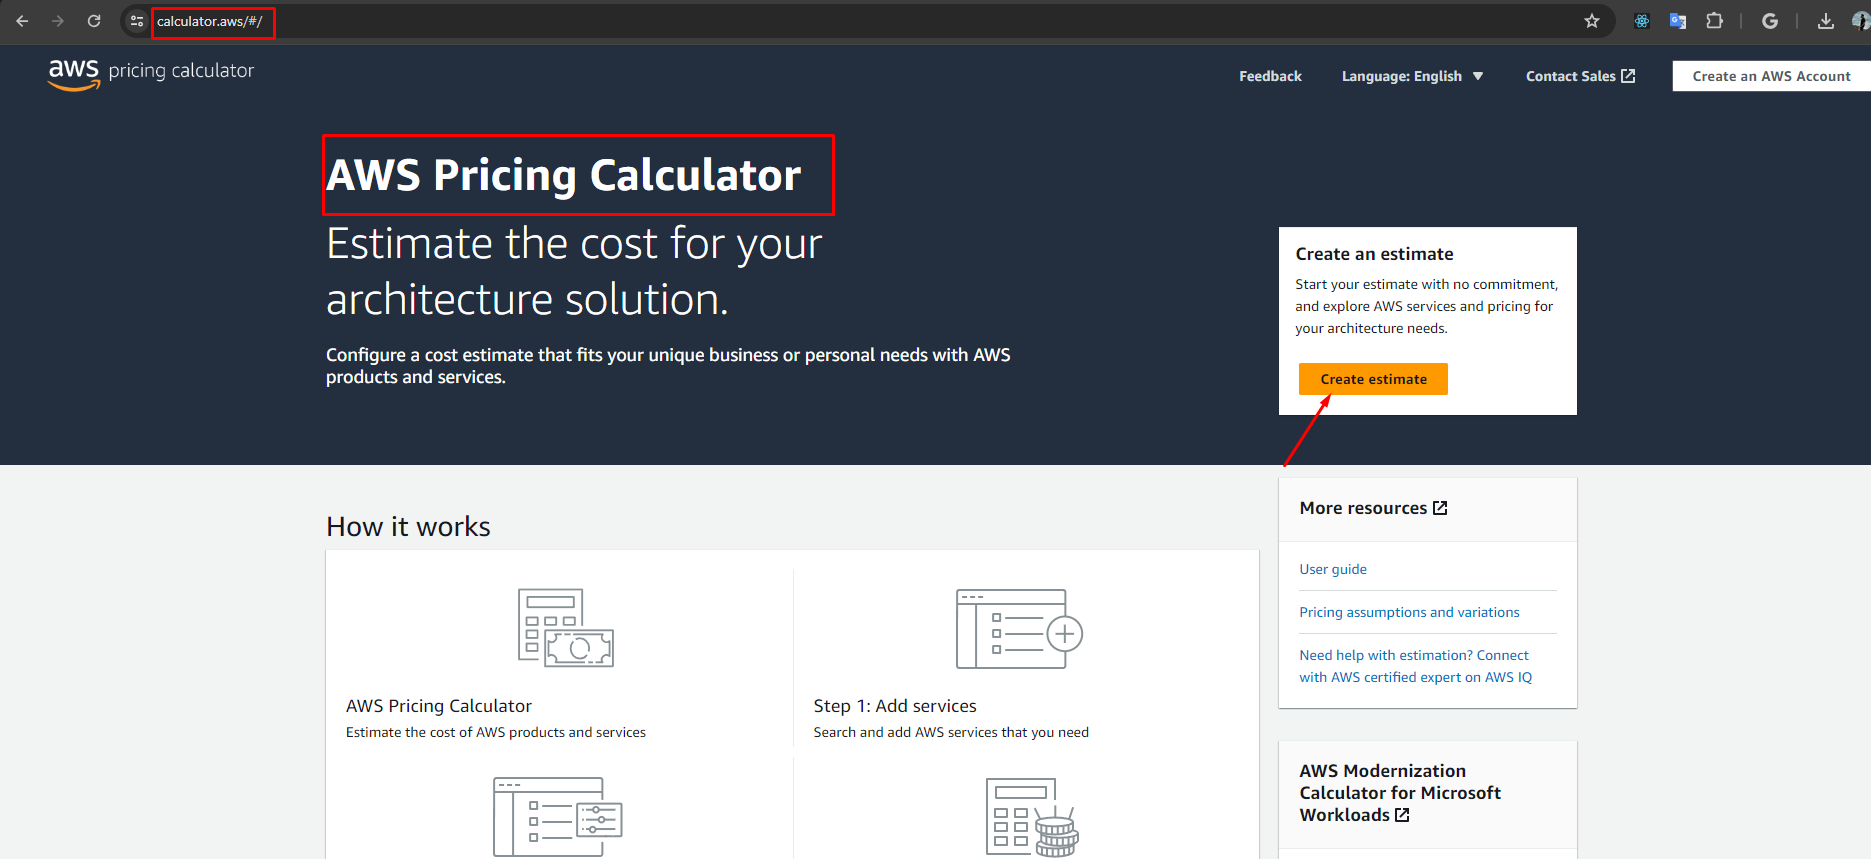 calculator.aws/#/
aws pricing calculator
Feedback
Language: English
Contact Sales
Create an AWS Account
AWS Pricing Calculator
Estimate the cost for your
architecture solution.
Configure a cost estimate that fits your unique business or personal needs with AWS
products and services.
Create an estimate
Start your estimate with no commitment,
and explore AWS services and pricing for
your architecture needs.
Create estimate
How it works
AWS Pricing Calculator
Estimate the cost of AWS products and services
Step 1: Add services
Search and add AWS services that you need
More resources
User guide
Pricing assumptions and variations
Need help with estimation? Connect
with AWS certified expert on AWS IQ
AWS Modernization
Calculator for Microsoft
Workloads